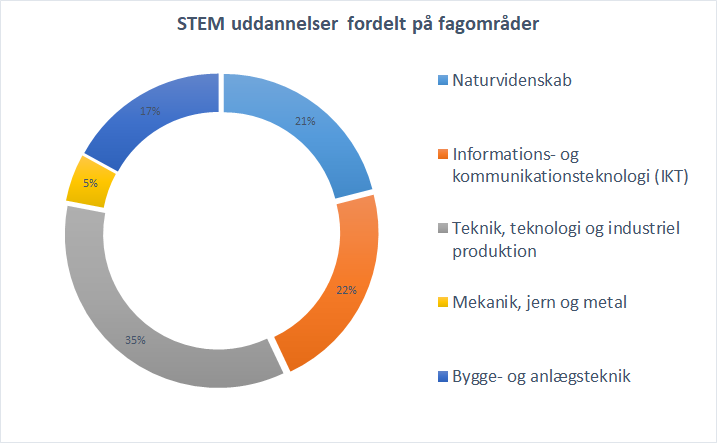 STEM uddannelser fordelt på fagområder
17%
21%
5%
22%
35%
Naturvidenskab
Informations- og
kommunikationsteknologi (IKT)
Teknik, teknologi og industriel
produktion
Mekanik, jern og metal
Bygge- og anlægsteknik